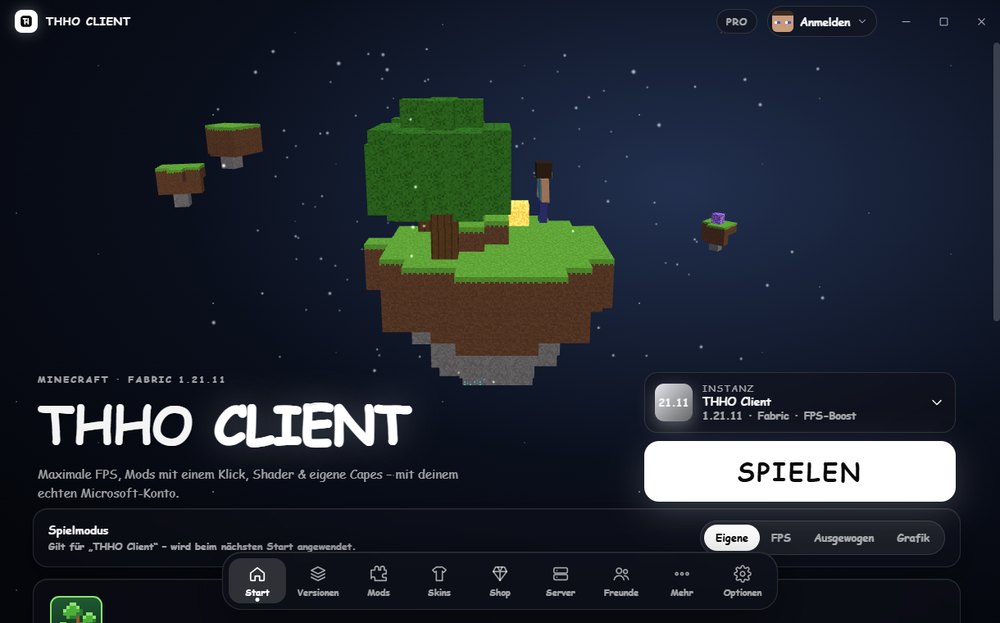 THHO CLIENT
PRO
Anmelden
MINECRAFT · FABRIC 1.21.11
THHO CLIENT
Maximale FPS, Mods mit einem Klick, Shader & eigene Capes – mit deinem
echten Microsoft-Konto.
21.11
INSTANZ
THHO Client
1.21.11 · Fabric · FPS-Boost
SPIELEN
Spielmodus
Gilt für „THHO Client“ – wird beim nächsten Start angewendet.
Eigene
FPS
Ausgewogen
Grafik
Start
Versionen
Mods
Skins
Shop
Server
Freunde
Mehr
Optionen